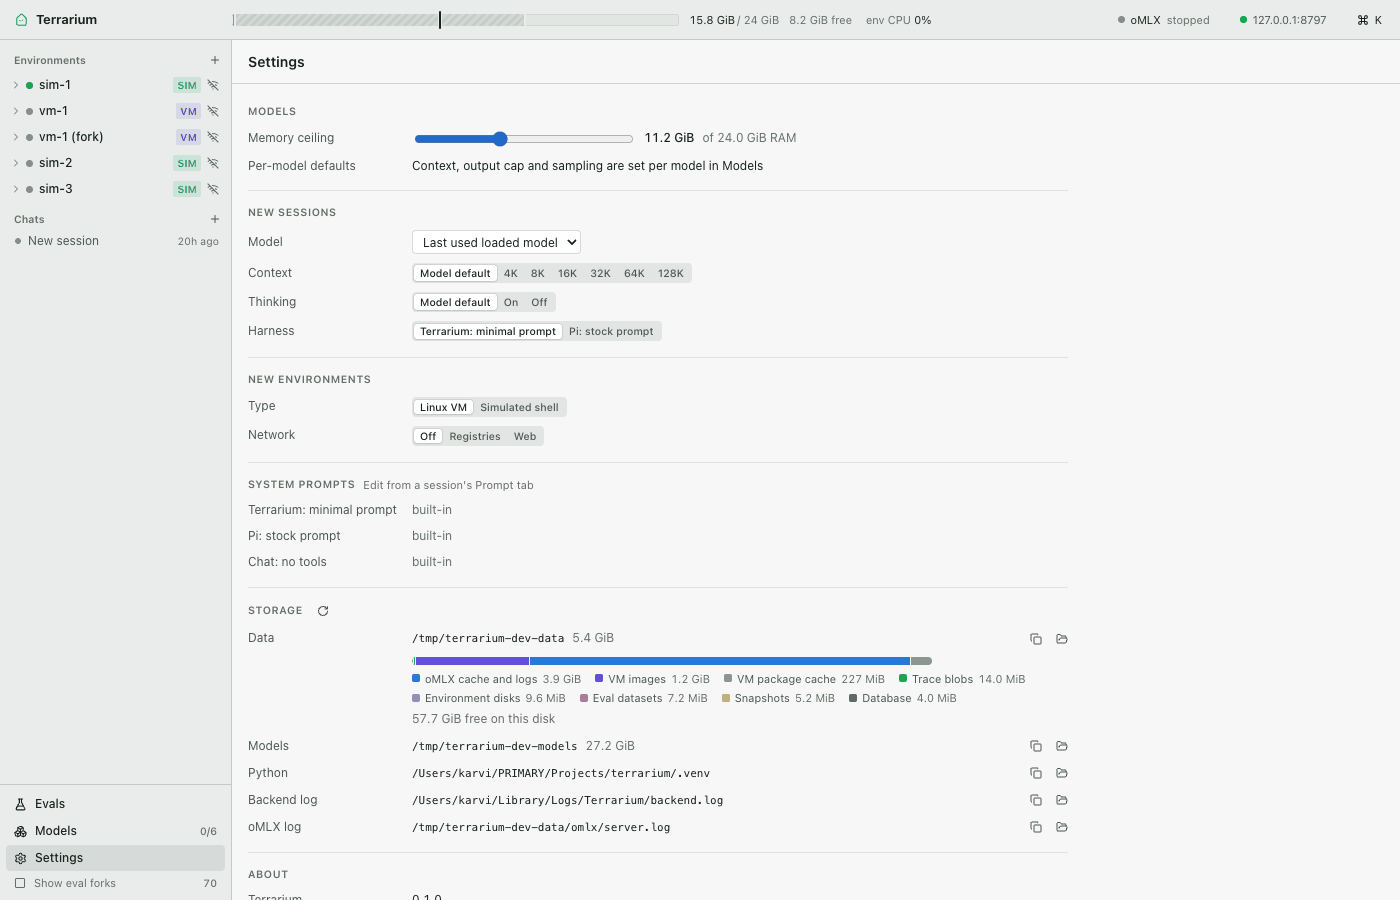 Terrarium
15.8 GiB / 24 GiB 8.2 GiB free env CPU 0%
oMLX stopped
127.0.0.1:8797
⌘ K
Environments +
sim-1 SIM
vm-1 VM
vm-1 (fork) VM
sim-2 SIM
sim-3 SIM
Chats +
New session 20h ago
Evals
Models 0/6
Settings
Show eval forks 70
Settings
MODELS
Memory ceiling 11.2 GiB of 24.0 GiB RAM
Per-model defaults Context, output cap and sampling are set per model in Models
NEW SESSIONS
Model Last used loaded model
Context Model default 4K 8K 16K 32K 64K 128K
Thinking Model default On Off
Harness Terrarium: minimal prompt Pi: stock prompt
NEW ENVIRONMENTS
Type Linux VM Simulated shell
Network Off Registries Web
SYSTEM PROMPTS Edit from a session's Prompt tab
Terrarium: minimal prompt built-in
Pi: stock prompt built-in
Chat: no tools built-in
STORAGE
Data /tmp/terrarium-dev-data 5.4 GiB
oMLX cache and logs 3.9 GiB VM images 1.2 GiB VM package cache 227 MiB Trace blobs 14.0 MiB
Environment disks 9.6 MiB Eval datasets 7.2 MiB Snapshots 5.2 MiB Database 4.0 MiB
57.7 GiB free on this disk
Models /tmp/terrarium-dev-models 27.2 GiB
Python /Users/karvi/PRIMARY/Projects/terrarium/.venv
Backend log /Users/karvi/Library/Logs/Terrarium/backend.log
oMLX log /tmp/terrarium-dev-data/omlx/server.log
ABOUT
Terrarium 0.1.0